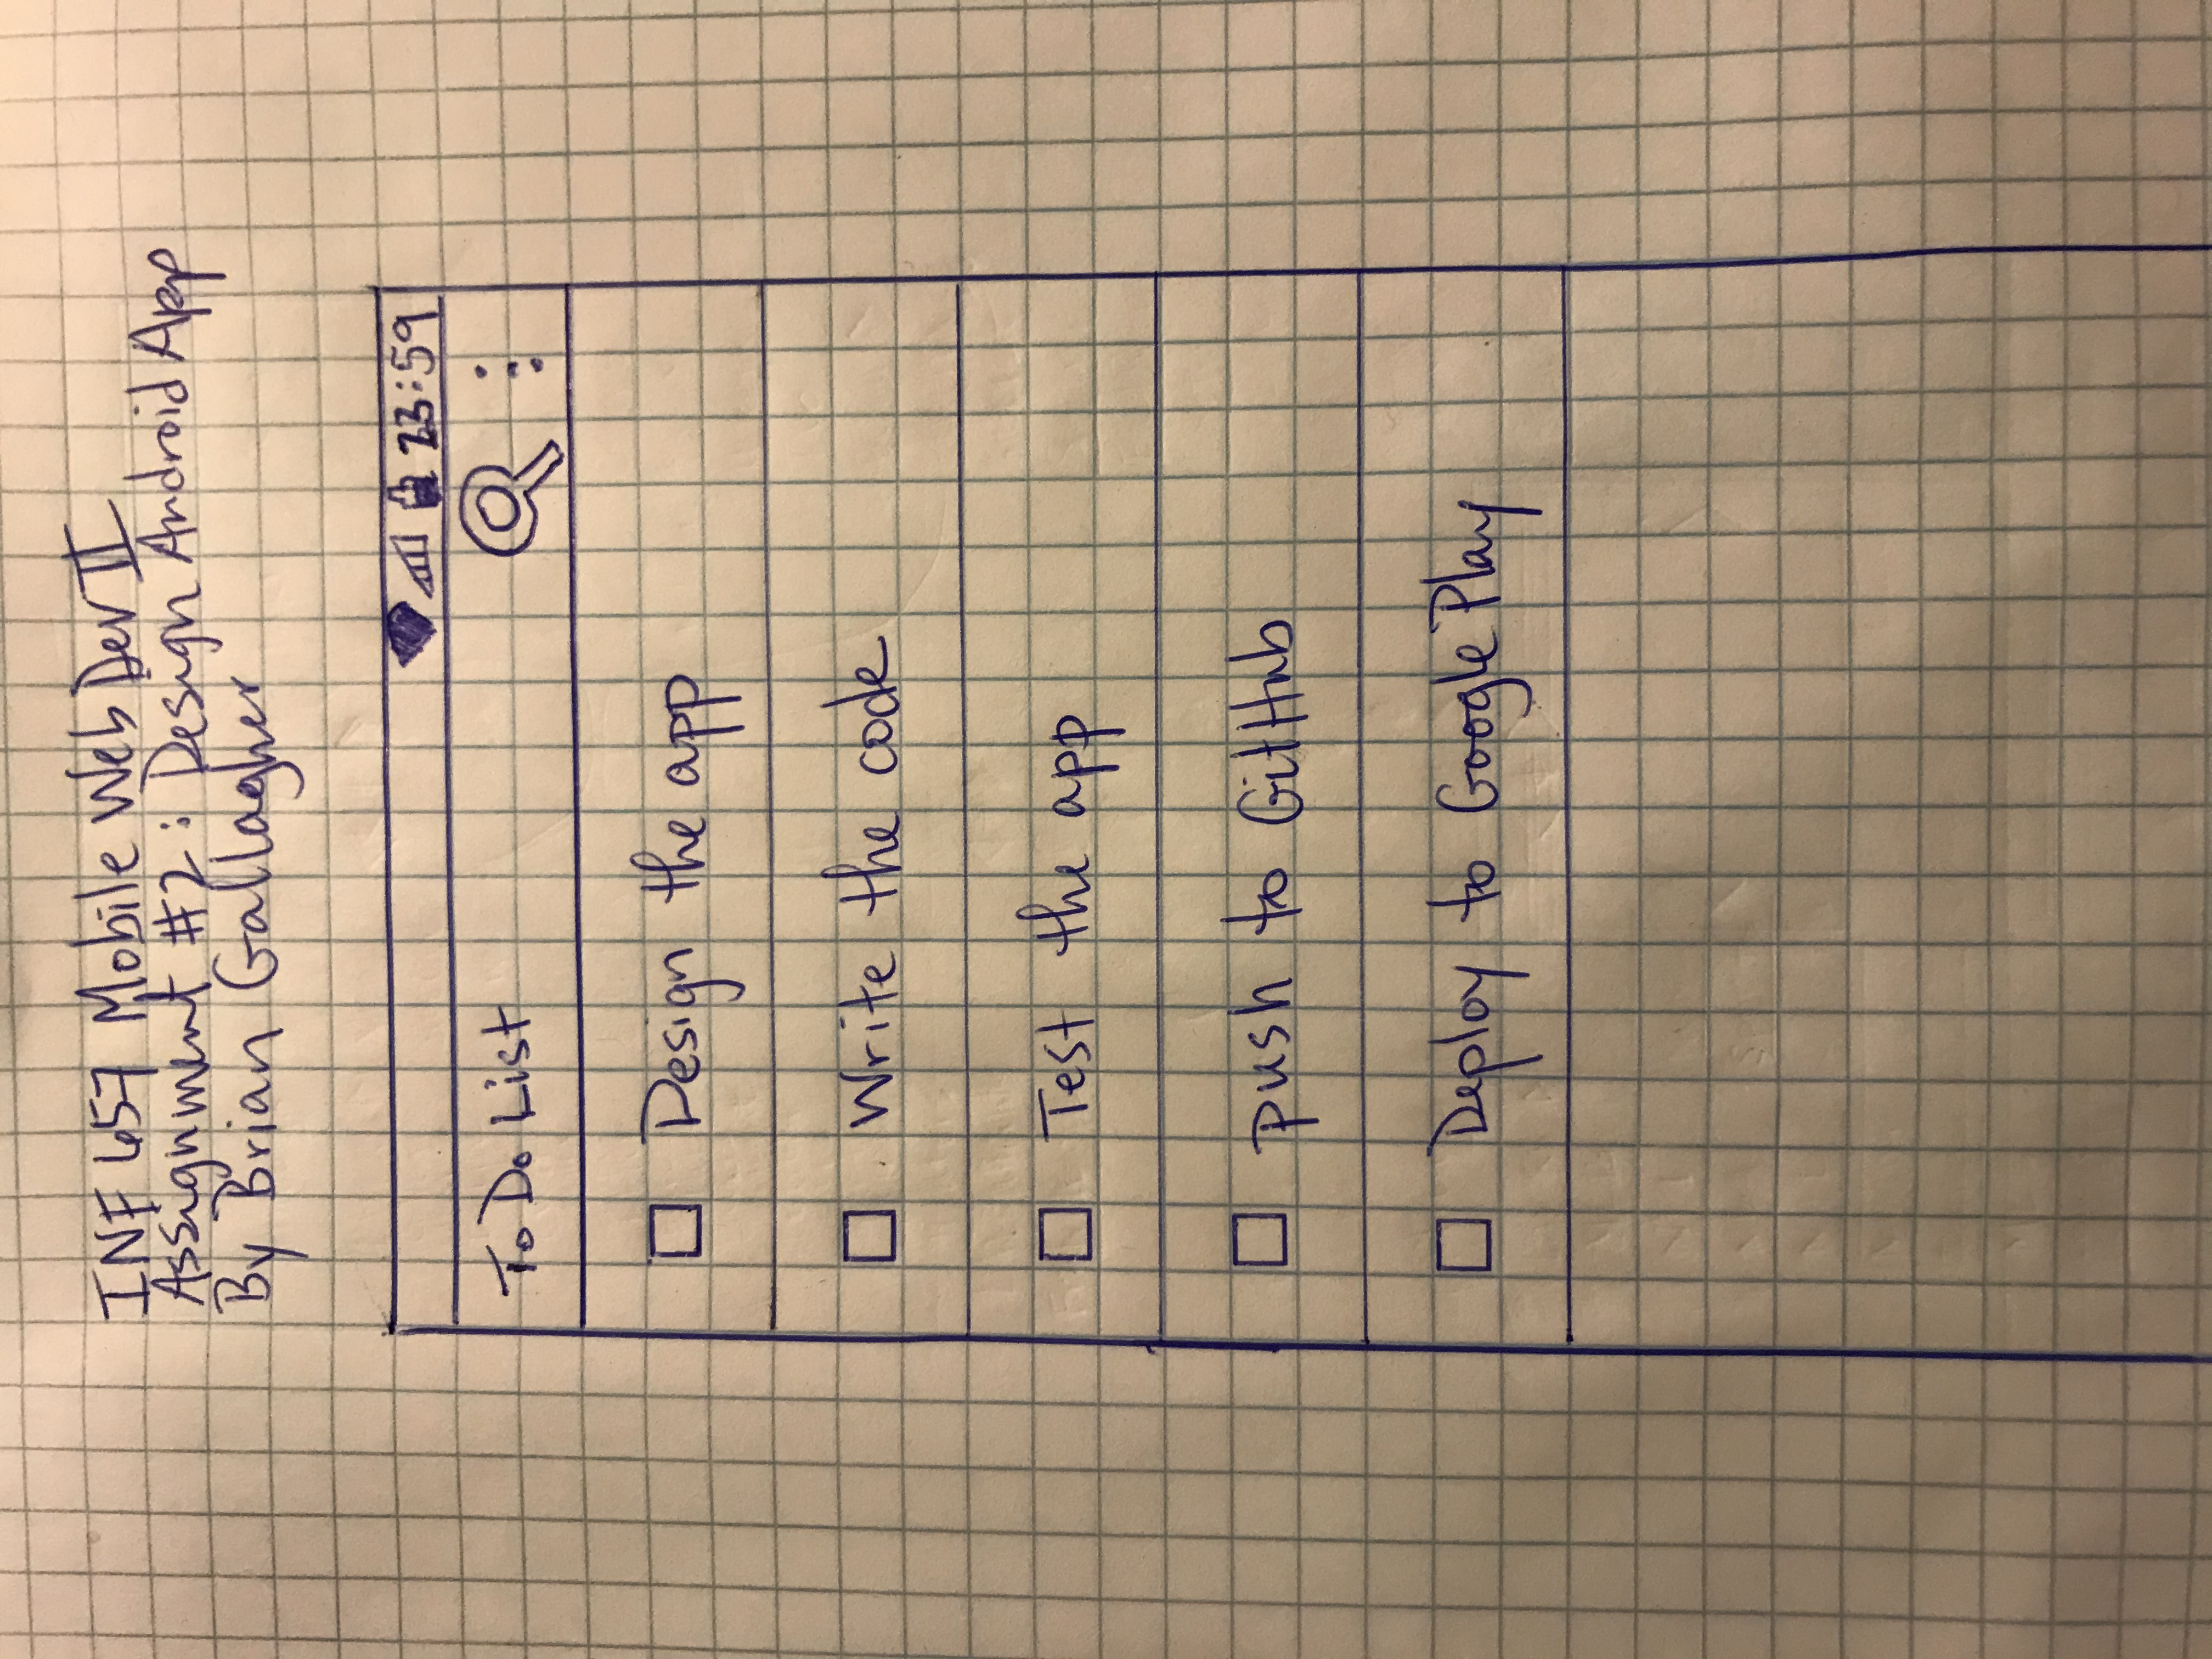 INF 657 Mobile Web Dev II
Assignment #2: Design Android App
By Brian Gallagher
23:59
To Do List
Design the app
Write the code
Test the app
push to GitHub
Deploy to Google Play